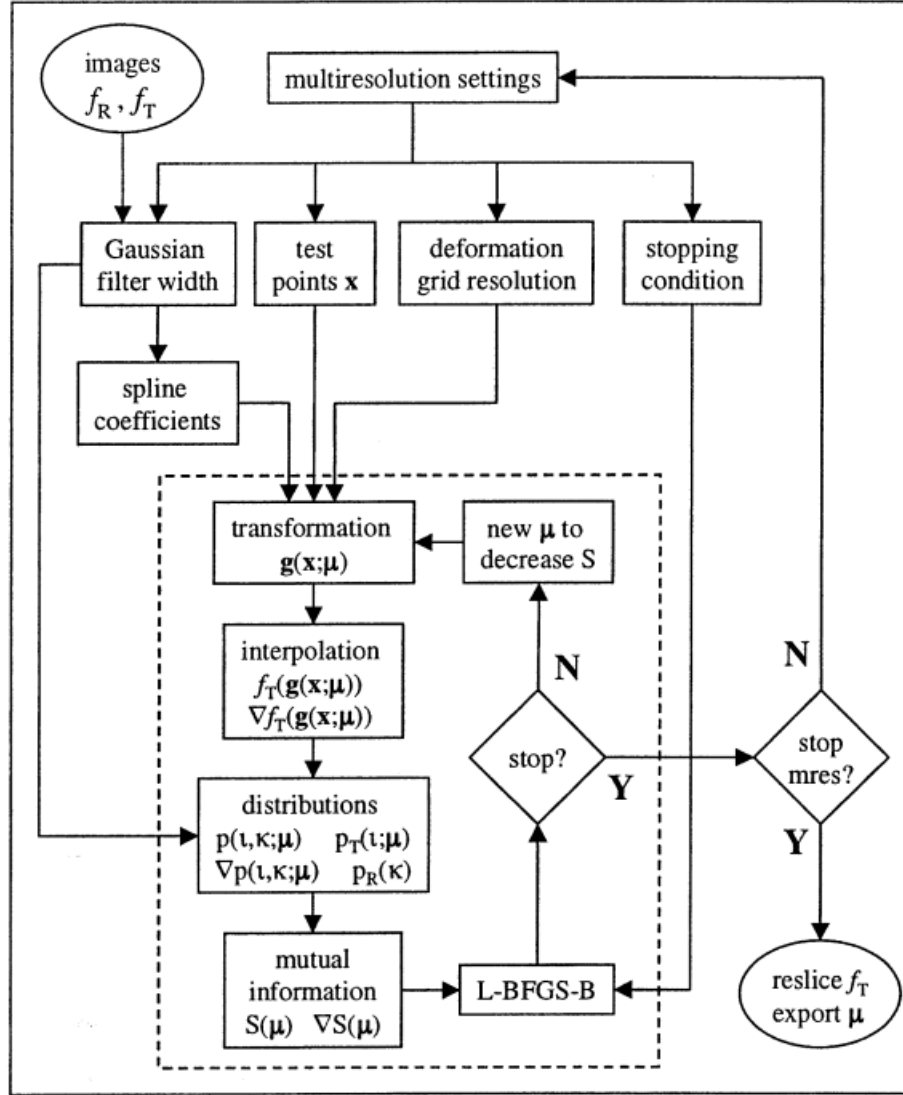 images
f_R , f_T
multiresolution settings
Gaussian
filter width
test
points x
deformation
grid resolution
stopping
condition
spline
coefficients
transformation
g(x;μ)
new μ to
decrease S
interpolation
f_T(g(x;μ))
∇f_T(g(x;μ))
N
N
stop?
Y
stop
mres?
Y
distributions
p(ι,κ;μ) p_T(ι;μ)
∇p(ι,κ;μ) p_R(κ)
mutual
information
S(μ) ∇S(μ)
L-BFGS-B
reslice f_T
export μ